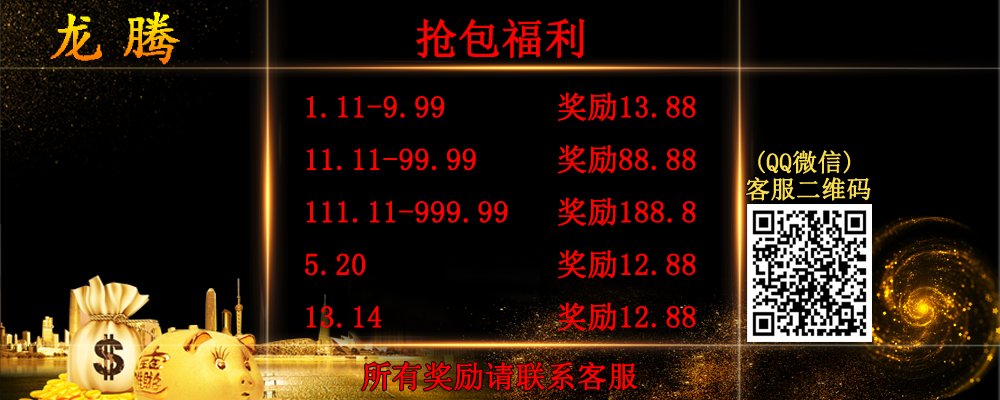 龙腾
抢包福利
1.11-9.99 奖励13.88
11.11-99.99 奖励88.88
111.11-999.99 奖励188.8
5.20 奖励12.88
13.14 奖励12.88
(QQ微信)
客服二维码
$
所有奖励请联系客服